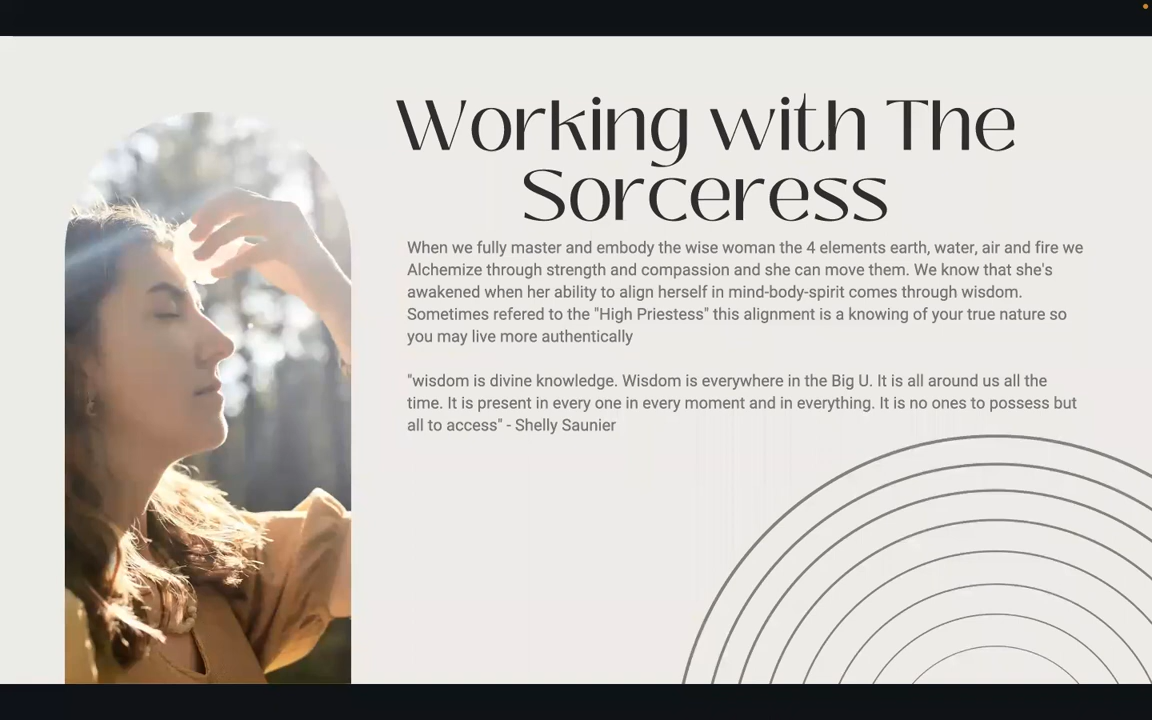 Working with The
Sorceress
When we fully master and embody the wise woman the 4 elements earth, water, air and fire we
Alchemize through strength and compassion and she can move them. We know that she's
awakened when her ability to align herself in mind-body-spirit comes through wisdom.
Sometimes refered to the "High Priestess" this alignment is a knowing of your true nature so
you may live more authentically
"wisdom is divine knowledge. Wisdom is everywhere in the Big U. It is all around us all the
time. It is present in every one in every moment and in everything. It is no ones to possess but
all to access" - Shelly Saunier